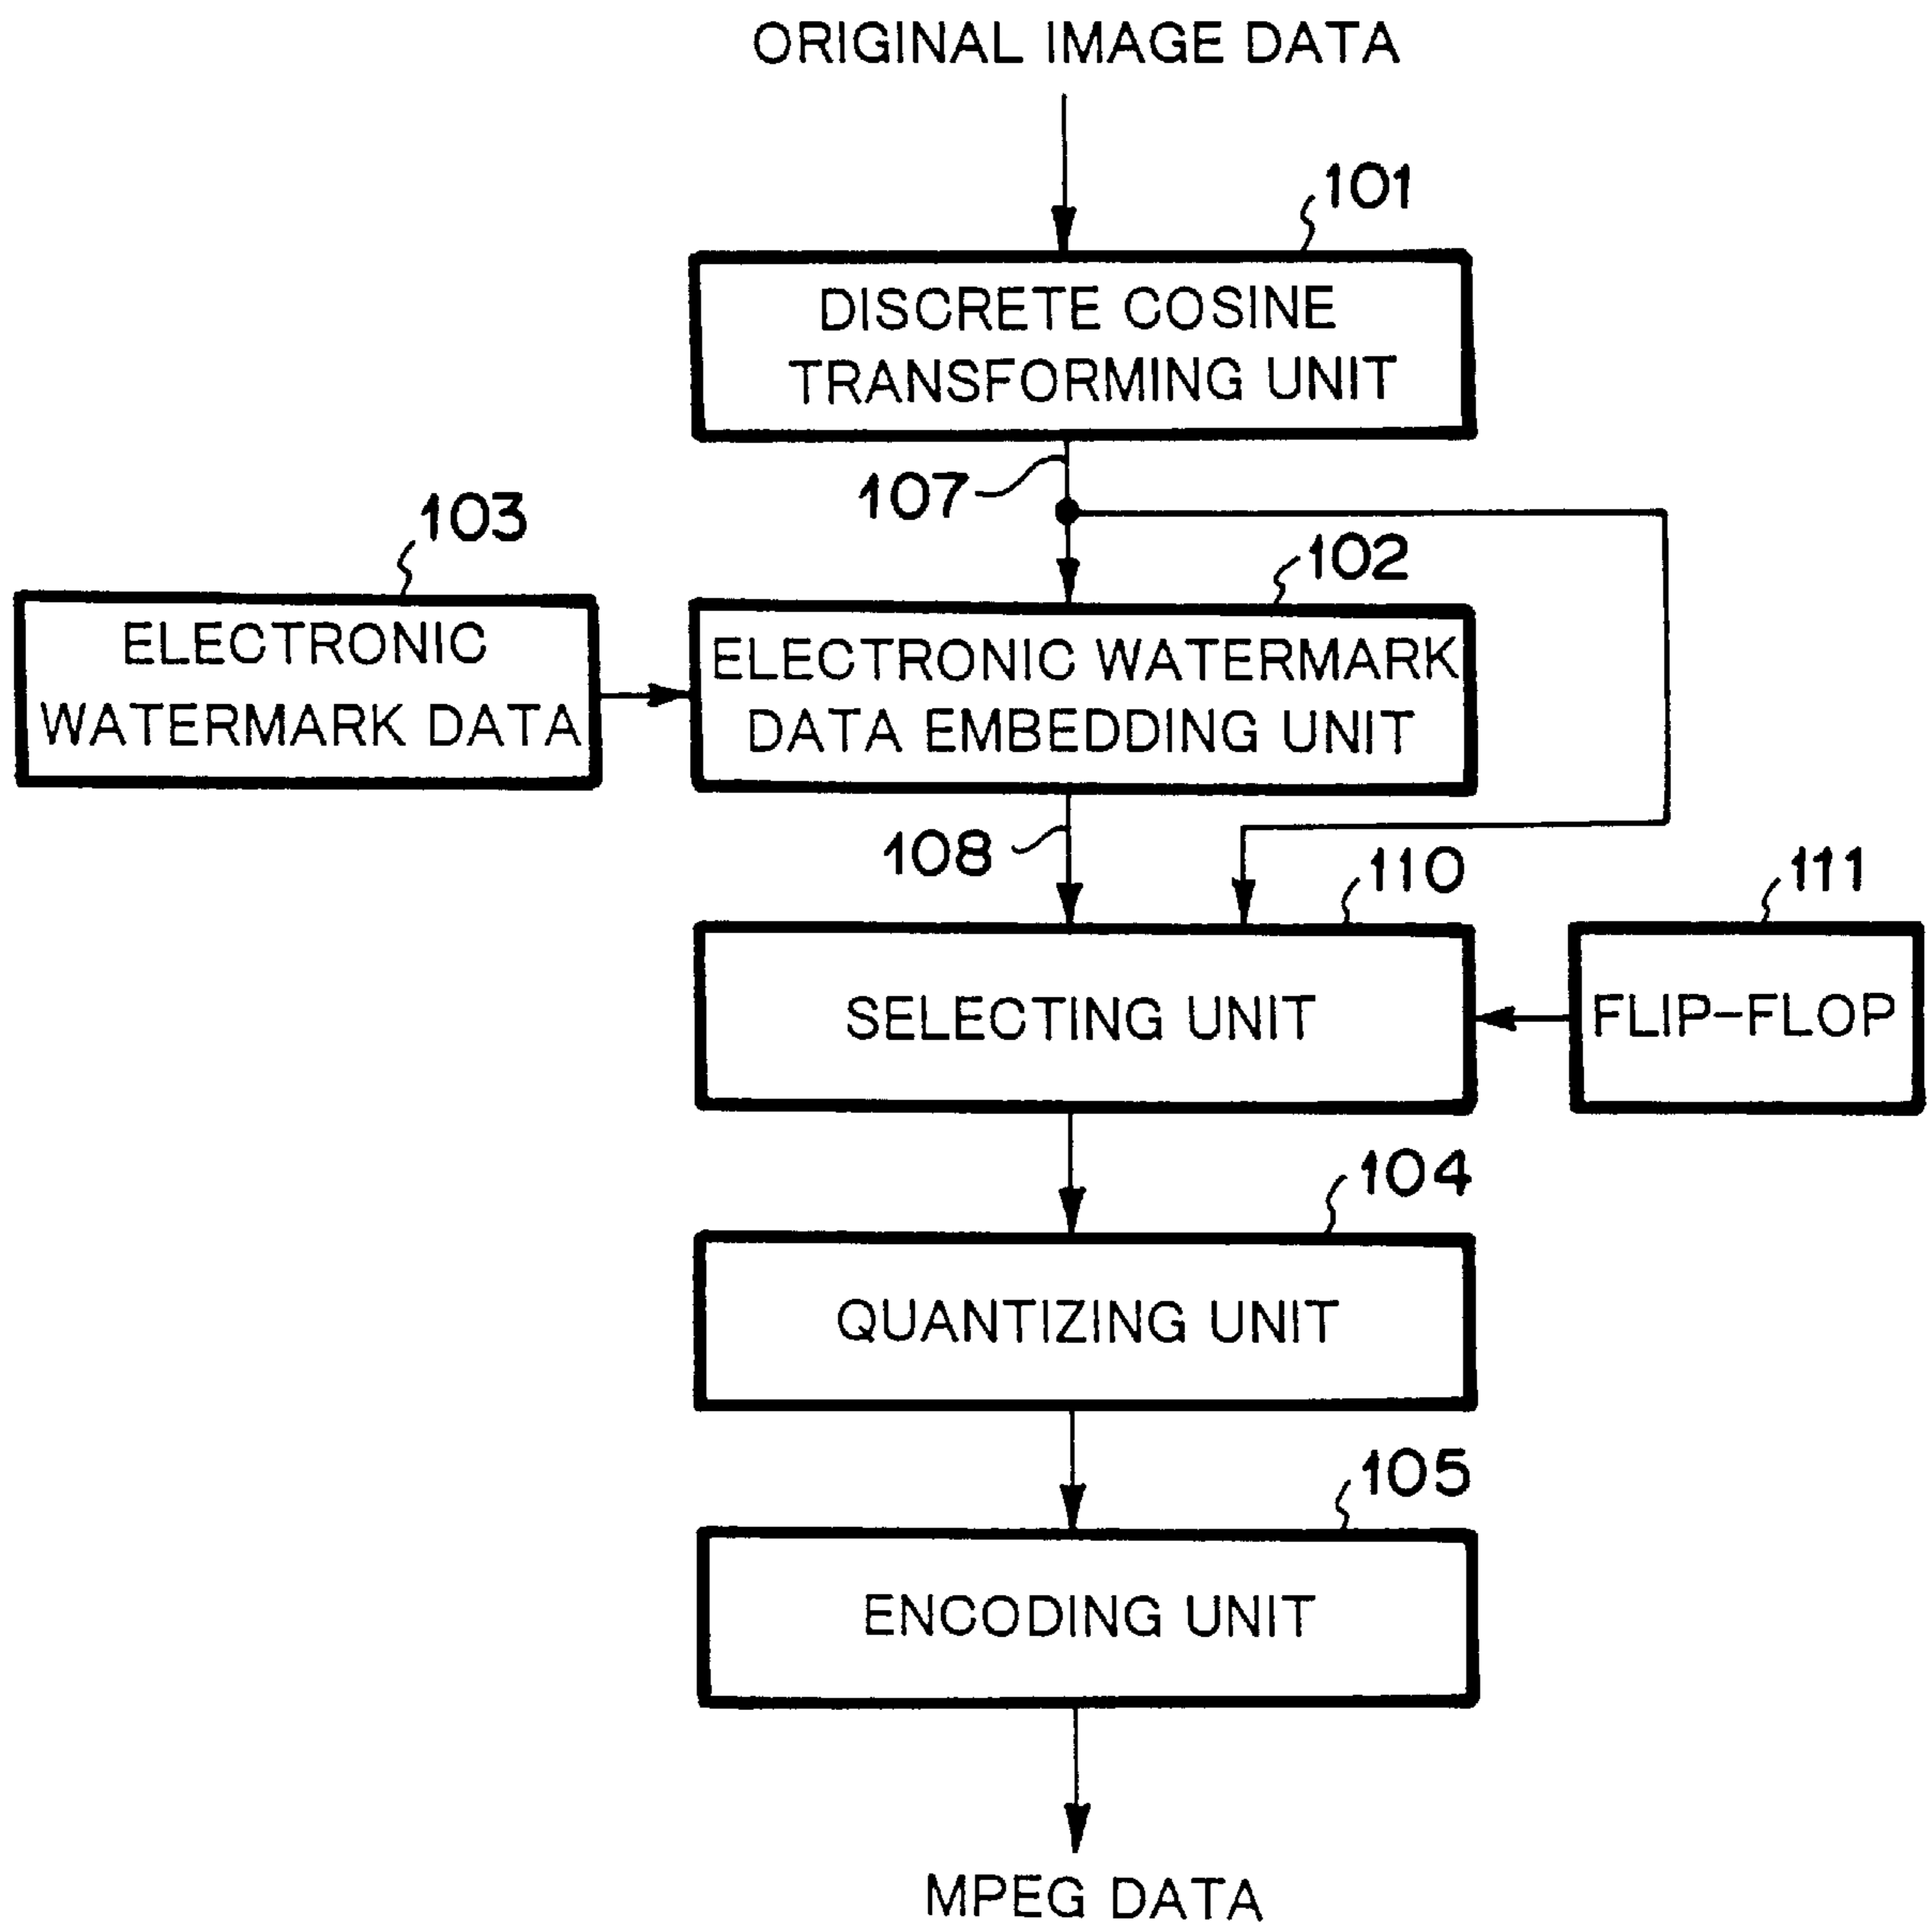 ORIGINAL IMAGE DATA
101
DISCRETE COSINE
TRANSFORMING UNIT
107
103
102
ELECTRONIC
WATERMARK DATA
ELECTRONIC WATERMARK
DATA EMBEDDING UNIT
108
110
111
SELECTING UNIT
FLIP-FLOP
104
QUANTIZING UNIT
105
ENCODING UNIT
MPEG DATA